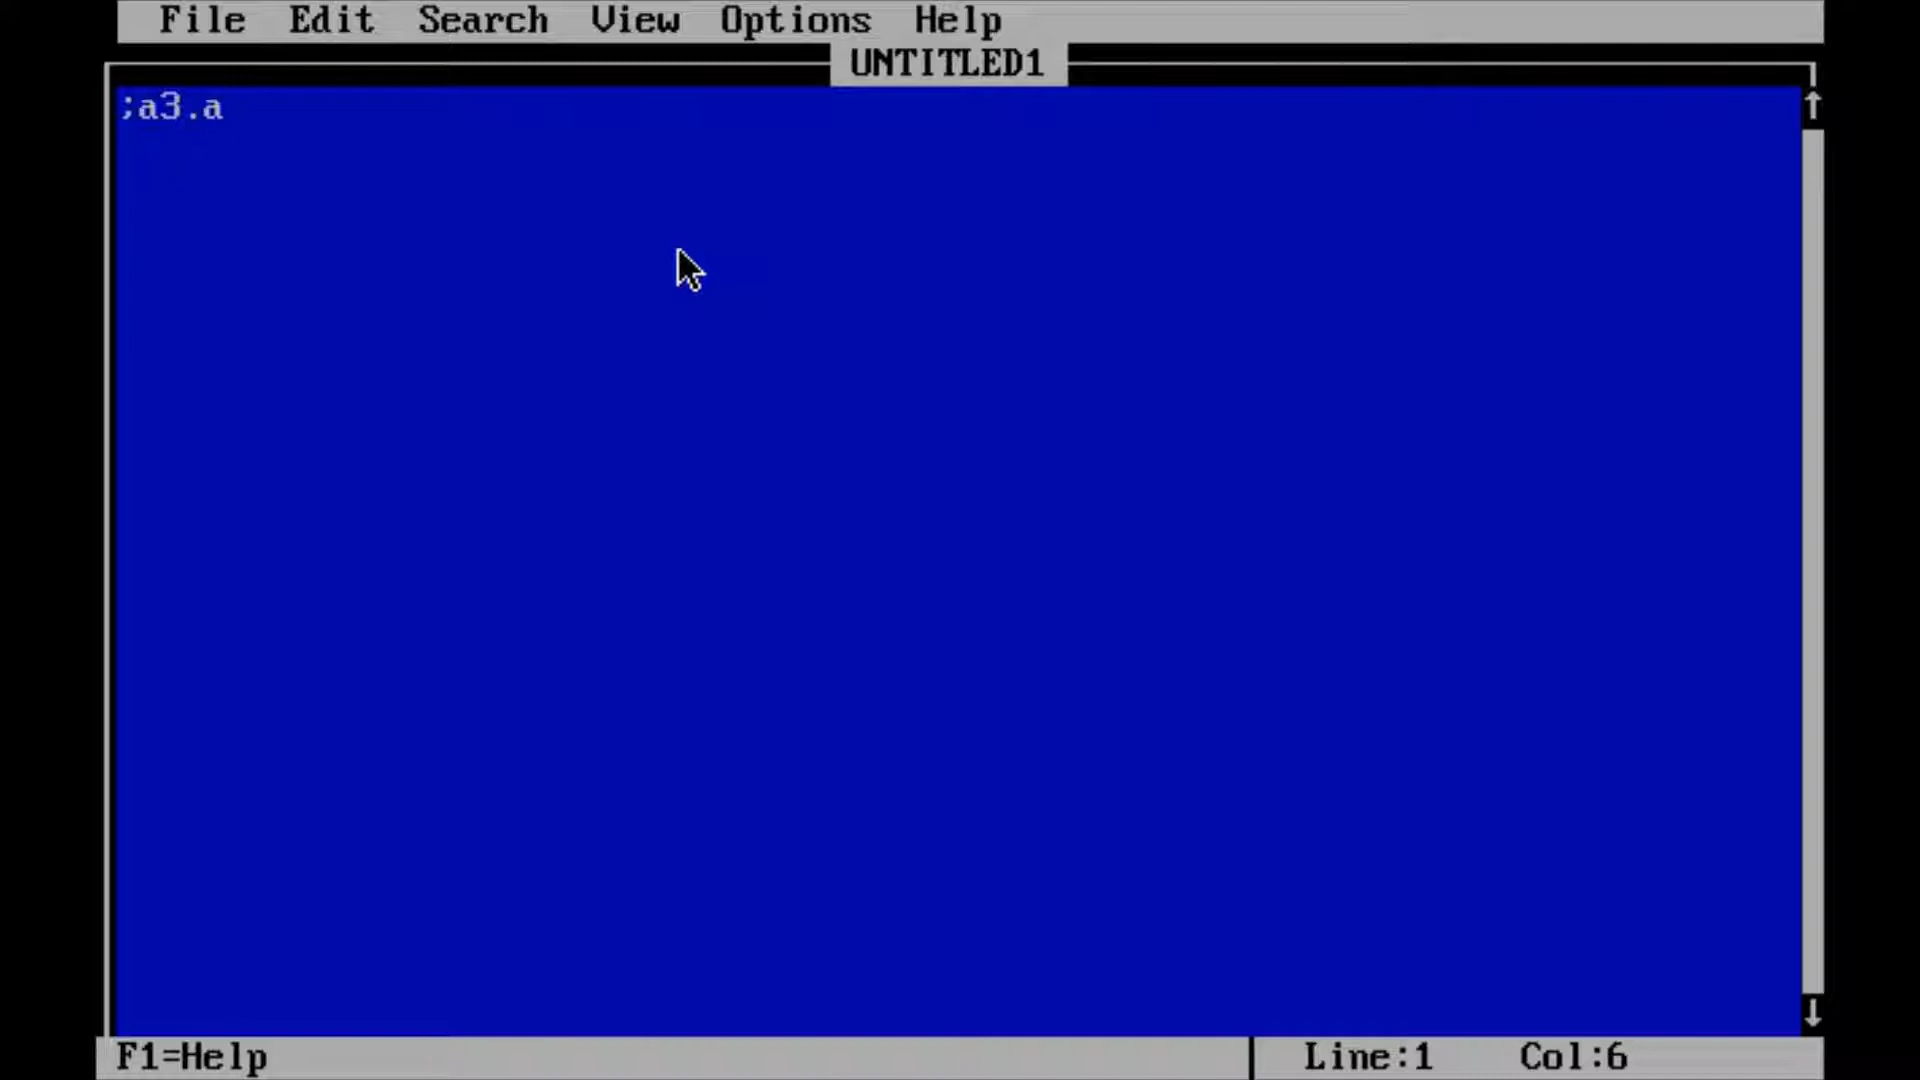 File Edit Search View Options Help
UNTITLED1
;a3.a
F1=Help Line:1 Col:6